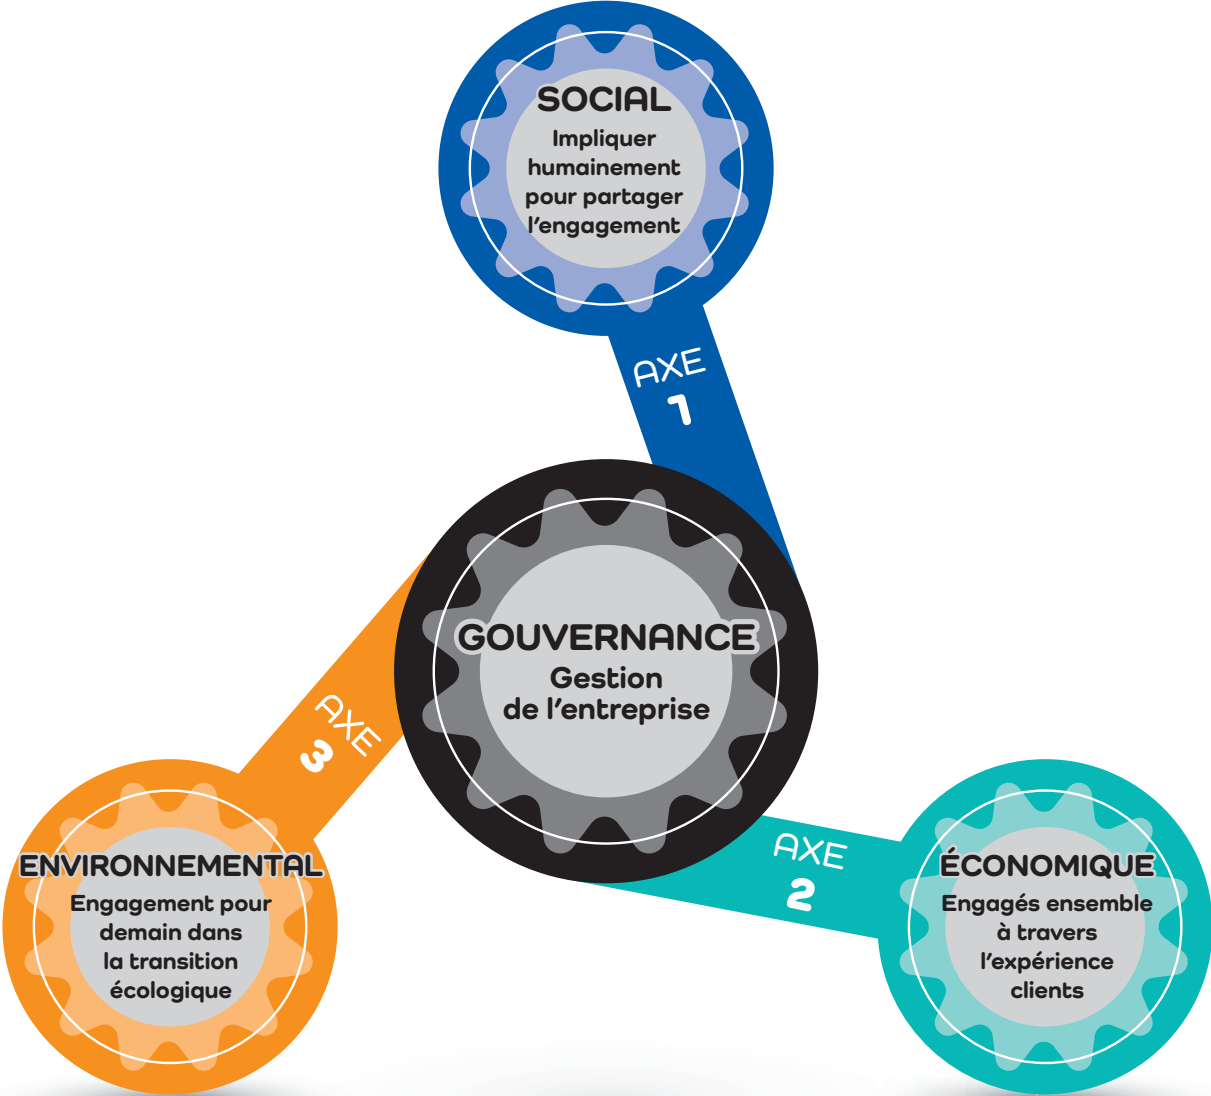 SOCIAL
Impliquer
humainement
pour partager
l'engagement
AXE
1
GOUVERNANCE
Gestion
de l'entreprise
AXE
3
AXE
2
ENVIRONNEMENTAL
Engagement pour
demain dans
la transition
écologique
ÉCONOMIQUE
Engagés ensemble
à travers
l'expérience
clients